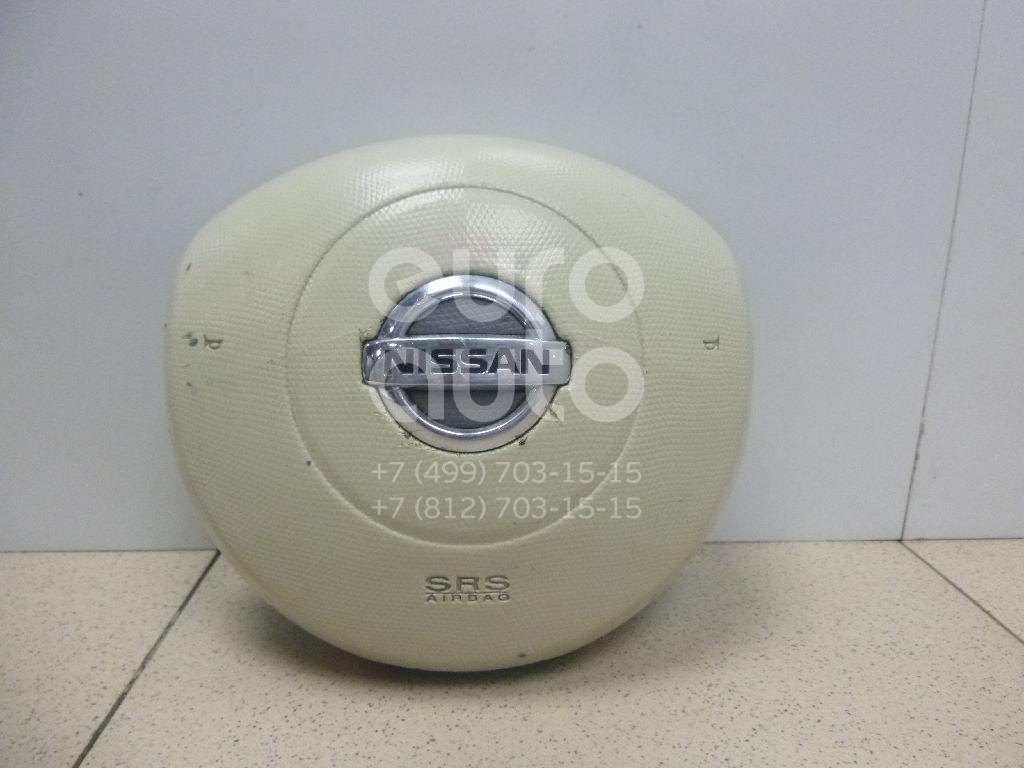 euro
NISSAN
auto
+7 (499) 703-15-15
+7 (812) 703-15-15
SRS
AIRBAG